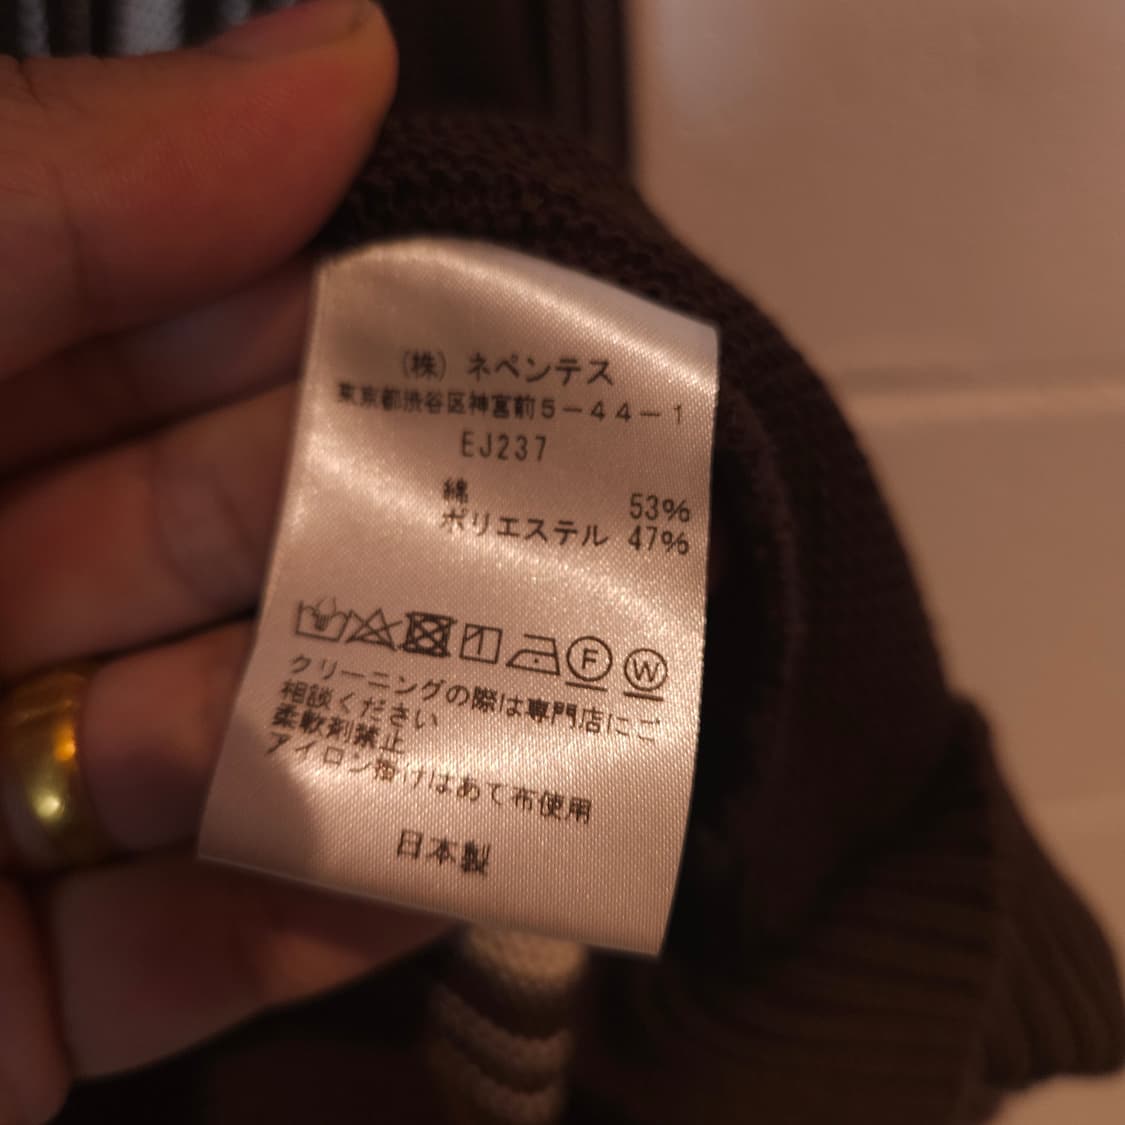 (株) ネペンテス
東京都渋谷区神宮前5-44-1
EJ237
綿 53%
ポリエステル 47%
F W
クリーニングの際は専門店にご
相談ください
柔軟剤禁止
アイロン掛けはあて布使用
日本製